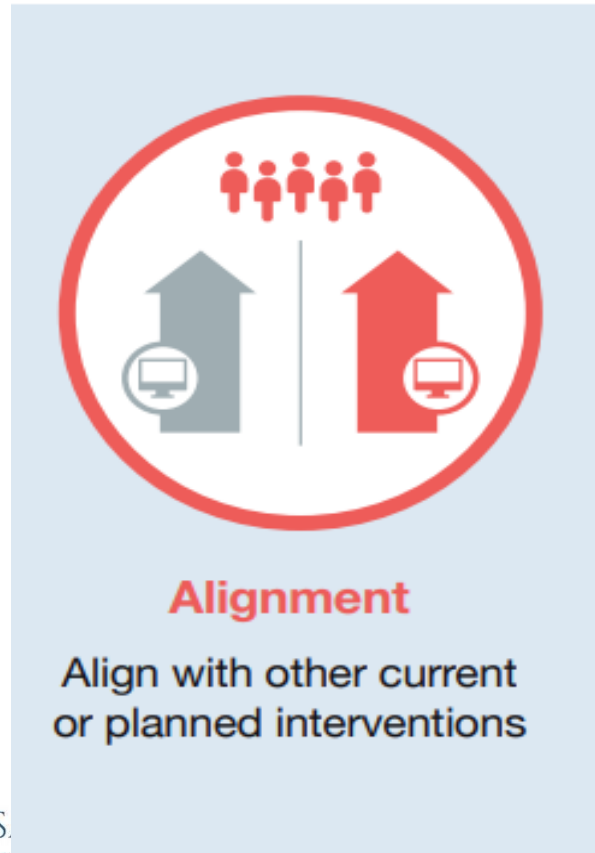 Alignment
Align with other current
or planned interventions
S.